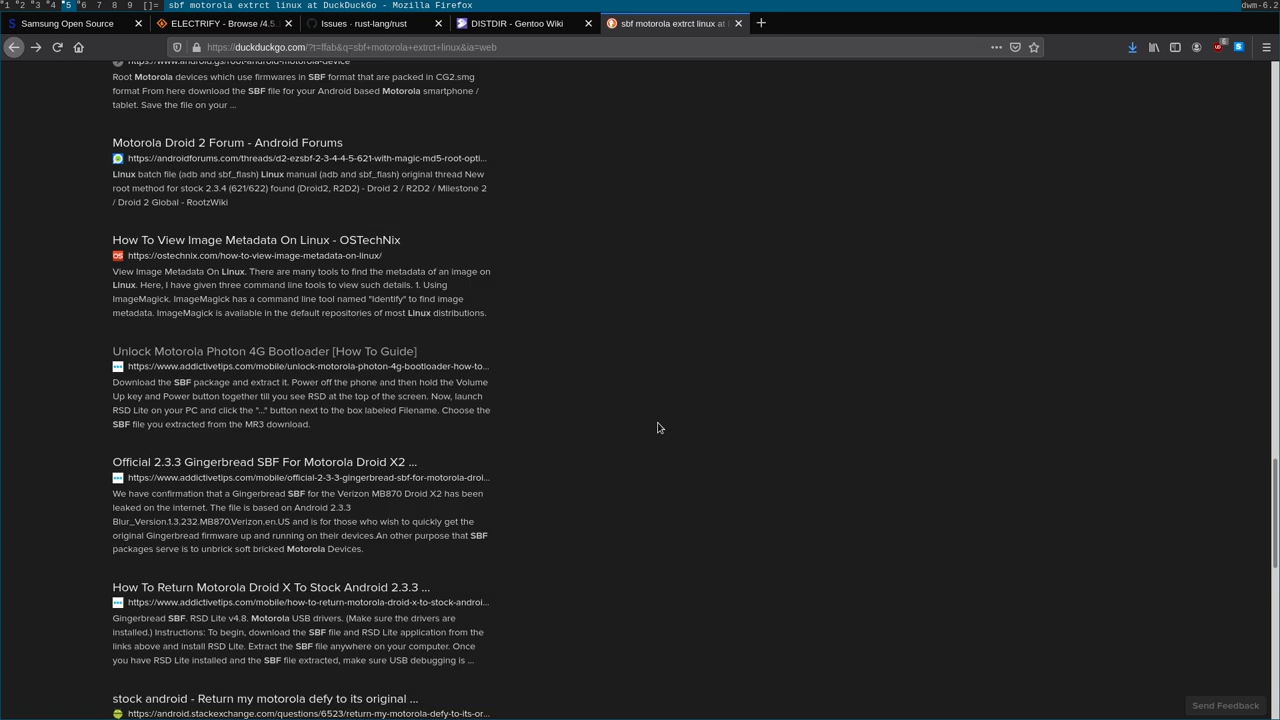 1 2 3 4 5 6 7 8 9 []= sbf motorola extrct linux at DuckDuckGo - Mozilla Firefox dwm-6.2
Samsung Open Source ELECTRIFY - Browse /4.5. Issues · rust-lang/rust DISTDIR - Gentoo Wiki sbf motorola extrct linux at
https://duckduckgo.com/?t=ffab&q=sbf+motorola+extrct+linux&ia=web 6
https://www.android.gs/root-android-motorola-device
Root Motorola devices which use firmwares in SBF format that are packed in CG2.smg
format From here download the SBF file for your Android based Motorola smartphone /
tablet. Save the file on your ...
Motorola Droid 2 Forum - Android Forums
https://androidforums.com/threads/d2-ezsbf-2-3-4-4-5-621-with-magic-md5-root-opti...
Linux batch file (adb and sbf_flash) Linux manual (adb and sbf_flash) original thread New
root method for stock 2.3.4 (621/622) found (Droid2, R2D2) - Droid 2 / R2D2 / Milestone 2
/ Droid 2 Global - RootzWiki
How To View Image Metadata On Linux - OSTechNix
OS https://ostechnix.com/how-to-view-image-metadata-on-linux/
View Image Metadata On Linux. There are many tools to find the metadata of an image on
Linux. Here, I have given three command line tools to view such details. 1. Using
ImageMagick. ImageMagick has a command line tool named "Identify" to find image
metadata. ImageMagick is available in the default repositories of most Linux distributions.
Unlock Motorola Photon 4G Bootloader [How To Guide]
https://www.addictivetips.com/mobile/unlock-motorola-photon-4g-bootloader-how-to...
Download the SBF package and extract it. Power off the phone and then hold the Volume
Up key and Power button together till you see RSD at the top of the screen. Now, launch
RSD Lite on your PC and click the "..." button next to the box labeled Filename. Choose the
SBF file you extracted from the MR3 download.
Official 2.3.3 Gingerbread SBF For Motorola Droid X2 ...
https://www.addictivetips.com/mobile/official-2-3-3-gingerbread-sbf-for-motorola-droi...
We have confirmation that a Gingerbread SBF for the Verizon MB870 Droid X2 has been
leaked on the internet. The file is based on Android 2.3.3
Blur_Version.1.3.232.MB870.Verizon.en.US and is for those who wish to quickly get the
original Gingerbread firmware up and running on their devices.An other purpose that SBF
packages serve is to unbrick soft bricked Motorola Devices.
How To Return Motorola Droid X To Stock Android 2.3.3 ...
https://www.addictivetips.com/mobile/how-to-return-motorola-droid-x-to-stock-androi...
Gingerbread SBF. RSD Lite v4.8. Motorola USB drivers. (Make sure the drivers are
installed.) Instructions: To begin, download the SBF file and RSD Lite application from the
links above and install RSD Lite. Extract the SBF file anywhere on your computer. Once
you have RSD Lite installed and the SBF file extracted, make sure USB debugging is ...
stock android - Return my motorola defy to its original ...
https://android.stackexchange.com/questions/6523/return-my-motorola-defy-to-its-or...
Send Feedback